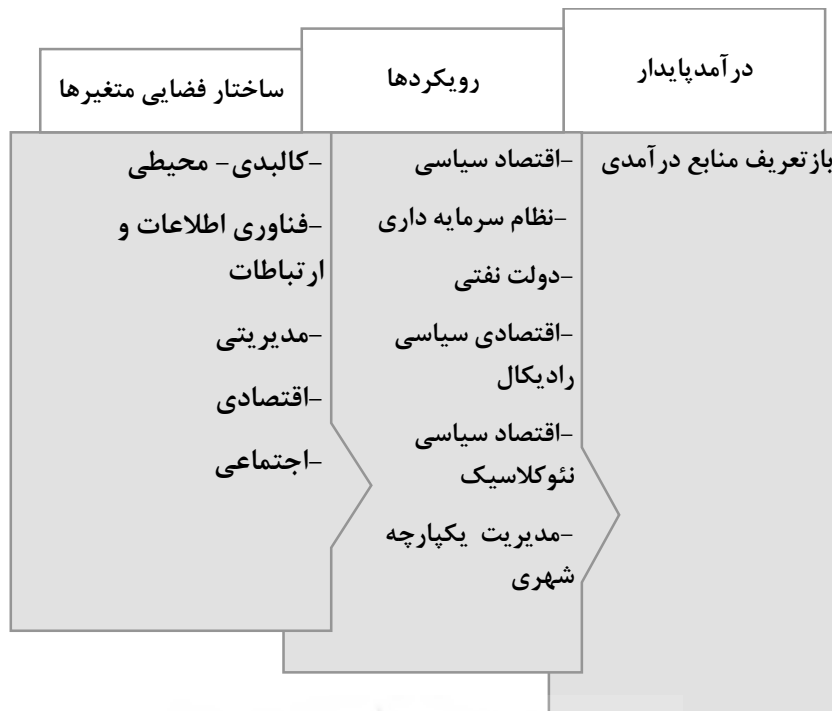 درآمدپایدار
بازتعریف منابع درآمدی
رویکردها
-اقتصاد سیاسی
-نظام سرمایه داری
-دولت نفتی
-اقتصادی سیاسی
رادیکال
-اقتصاد سیاسی
نئوکلاسیک
-مدیریت یکپارچه
شهری
ساختار فضایی متغیرها
-کالبدی- محیطی
-فناوری اطلاعات و
ارتباطات
-مدیریتی
-اقتصادی
-اجتماعی